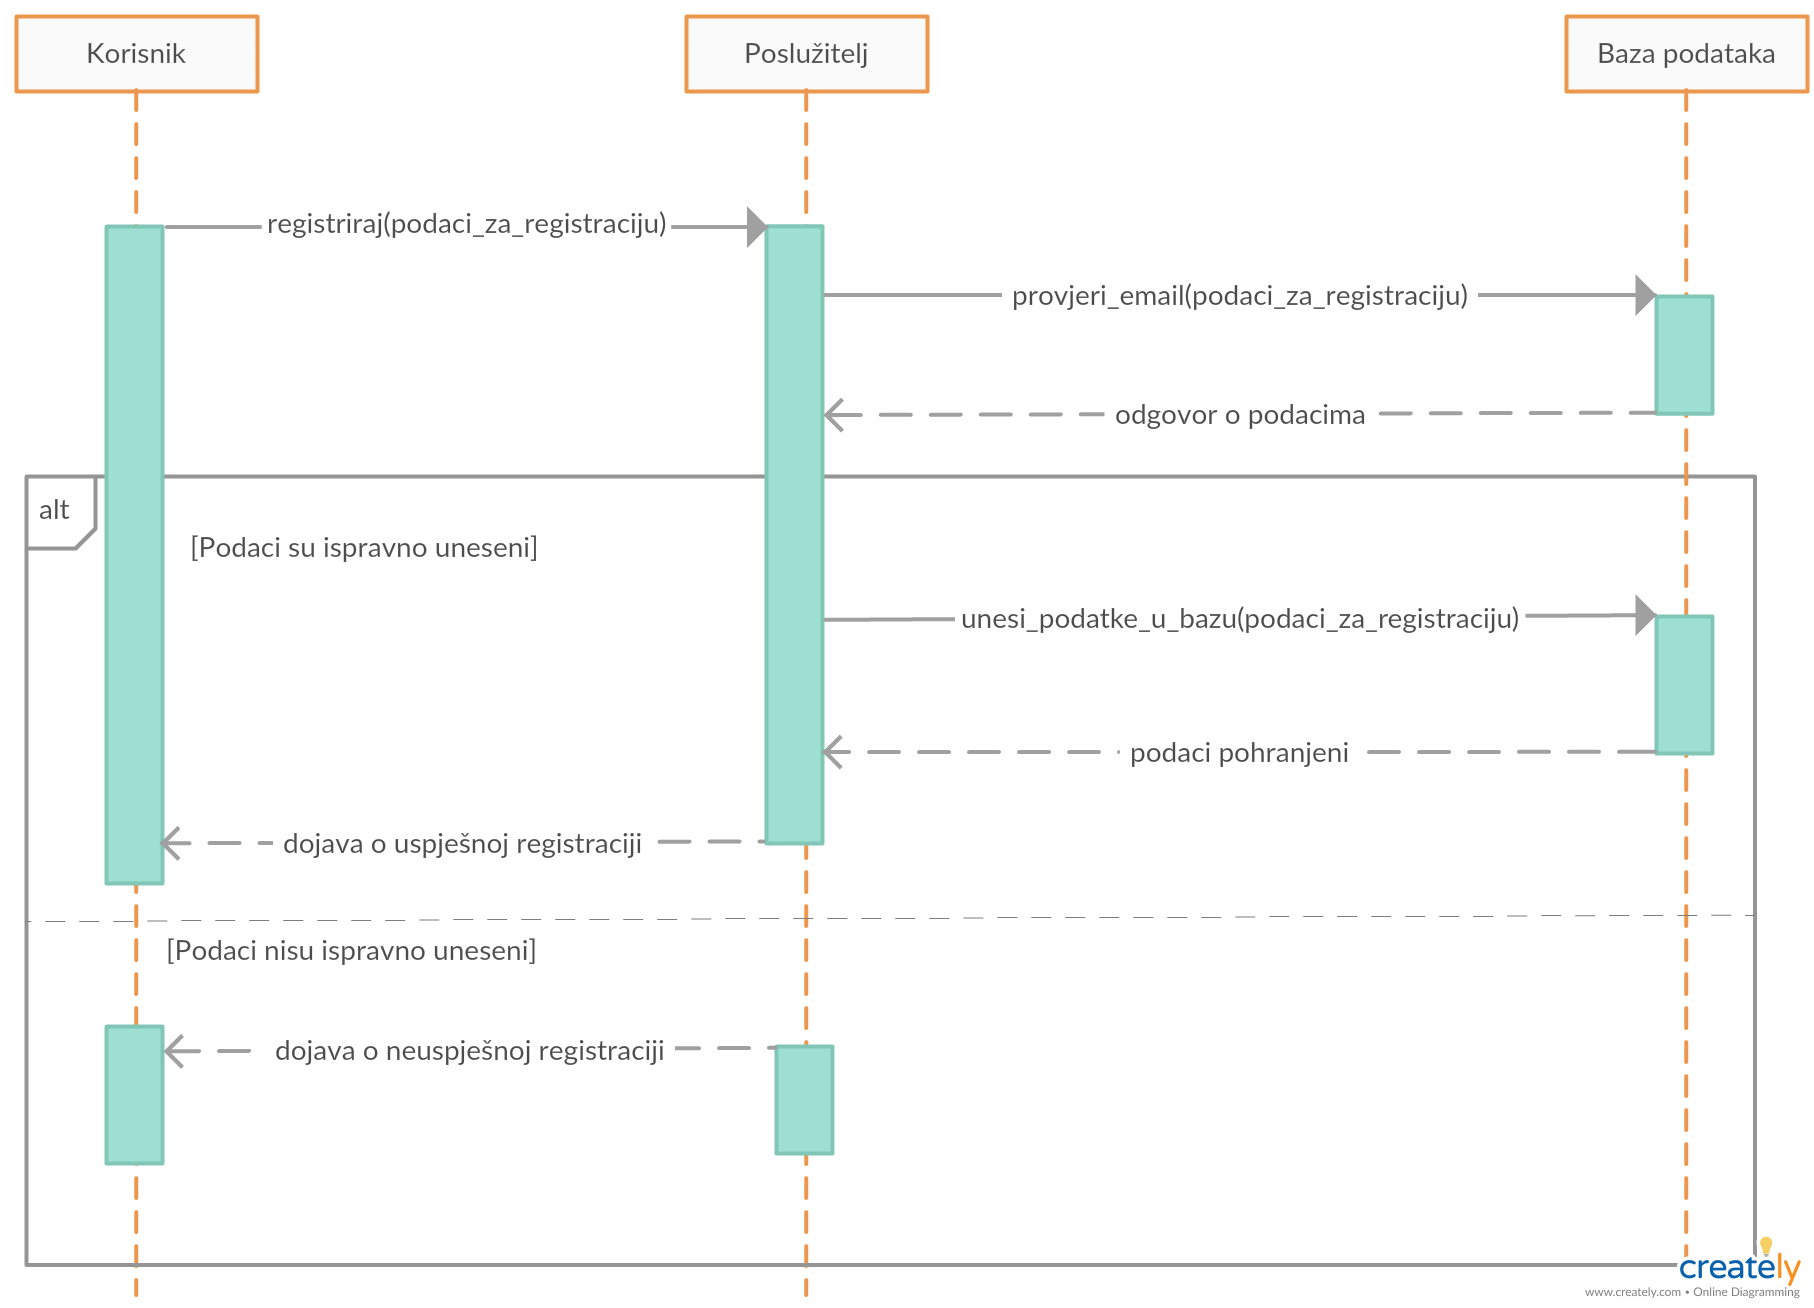 Korisnik
Poslužitelj
Baza podataka
registriraj(podaci_za_registraciju)
provjeri_email(podaci_za_registraciju)
odgovor o podacima
alt
[Podaci su ispravno uneseni]
unesi_podatke_u_bazu(podaci_za_registraciju)
podaci pohranjeni
dojava o uspješnoj registraciji
[Podaci nisu ispravno uneseni]
dojava o neuspješnoj registraciji
creately
www.creately.com • Online Diagramming